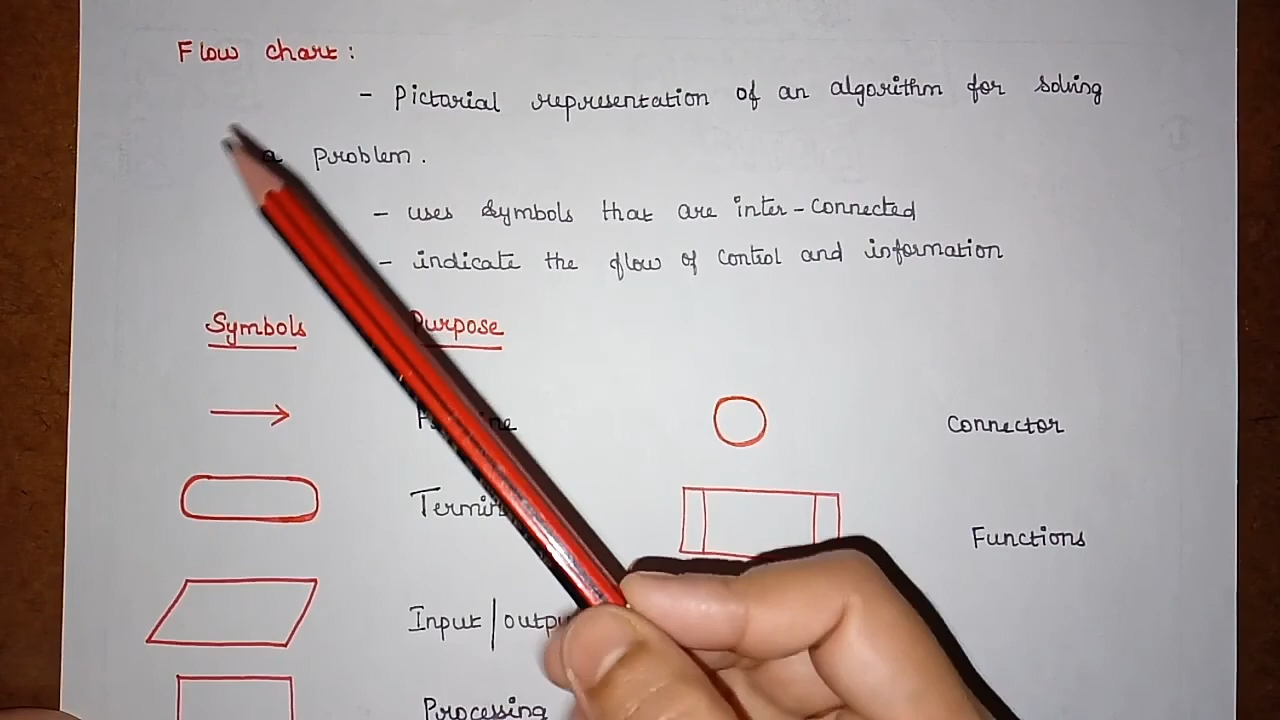 Flow chart:
- Pictorial representation of an algorithm for solving
a problem.
- uses symbols that are inter-connected
- indicate the flow of control and information
Symbols Purpose
Connector
Functions
Input/output
Processing